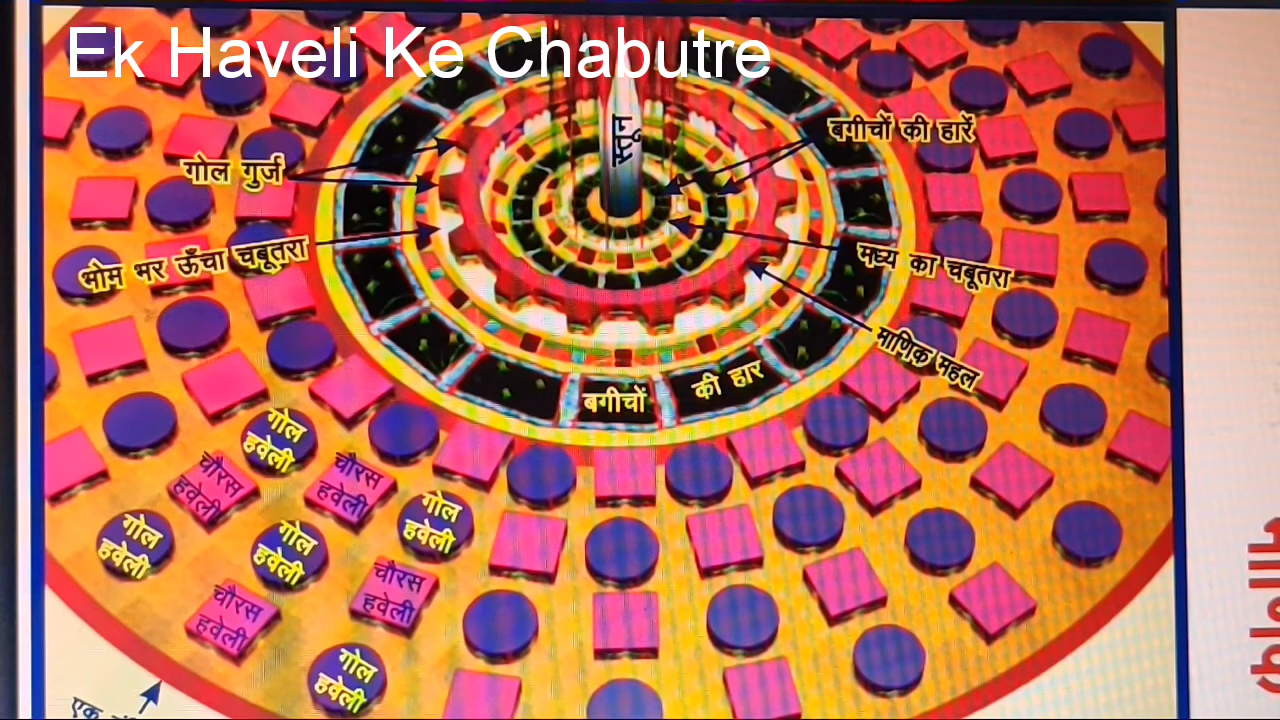 Ek Haveli Ke Chabutre
स्तून
बगीचों की हारें
गोल गुर्ज
भोम भर ऊँचा चबूतरा
मध्य का चबूतरा
माणिक महल
बगीचों
की हार
गोल
हवेली
चौरस
हवेली
चौरस
हवेली
गोल
हवेली
गोल
हवेली
गोल
हवेली
चौरस
हवेली
चौरस
हवेली
गोल
हवेली
एक